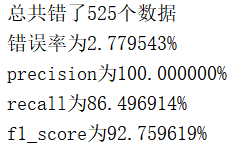 总共错了525个数据
错误率为2.779543%
precision为100.000000%
recall为86.496914%
f1_score为92.759619%